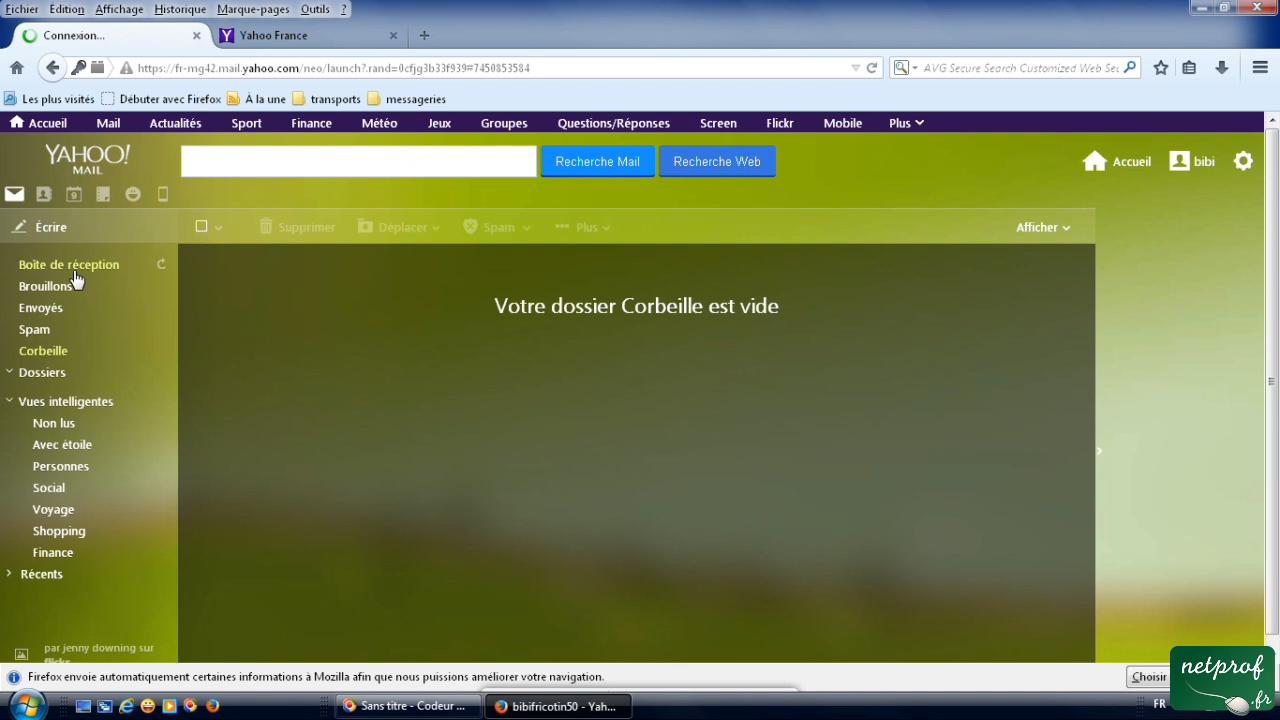 Fichier Édition Affichage Historique Marque-pages Outils ?
Connexion... Yahoo France
https://fr-mg42.mail.yahoo.com/neo/launch?.rand=0cfjg3b33f939#7450853584 AVG Secure Search Customized Web Sec
Les plus visités Débuter avec Firefox À la une transports messageries
Accueil Mail Actualités Sport Finance Météo Jeux Groupes Questions/Réponses Screen Flickr Mobile Plus
YAHOO! MAIL Recherche Mail Recherche Web Accueil bibi
9
Écrire Supprimer Déplacer Spam Plus Afficher
Boîte de réception
Brouillons
Envoyés
Spam
Corbeille
Dossiers
Vues intelligentes
Non lus
Avec étoile
Personnes
Social
Voyage
Shopping
Finance
Récents
Votre dossier Corbeille est vide
par jenny downing sur
flickr
Firefox envoie automatiquement certaines informations à Mozilla afin que nous puissions améliorer votre navigation. Choisir
Sans titre - Codeur ... bibifricotin50 - Yah... FR
netprof
.fr